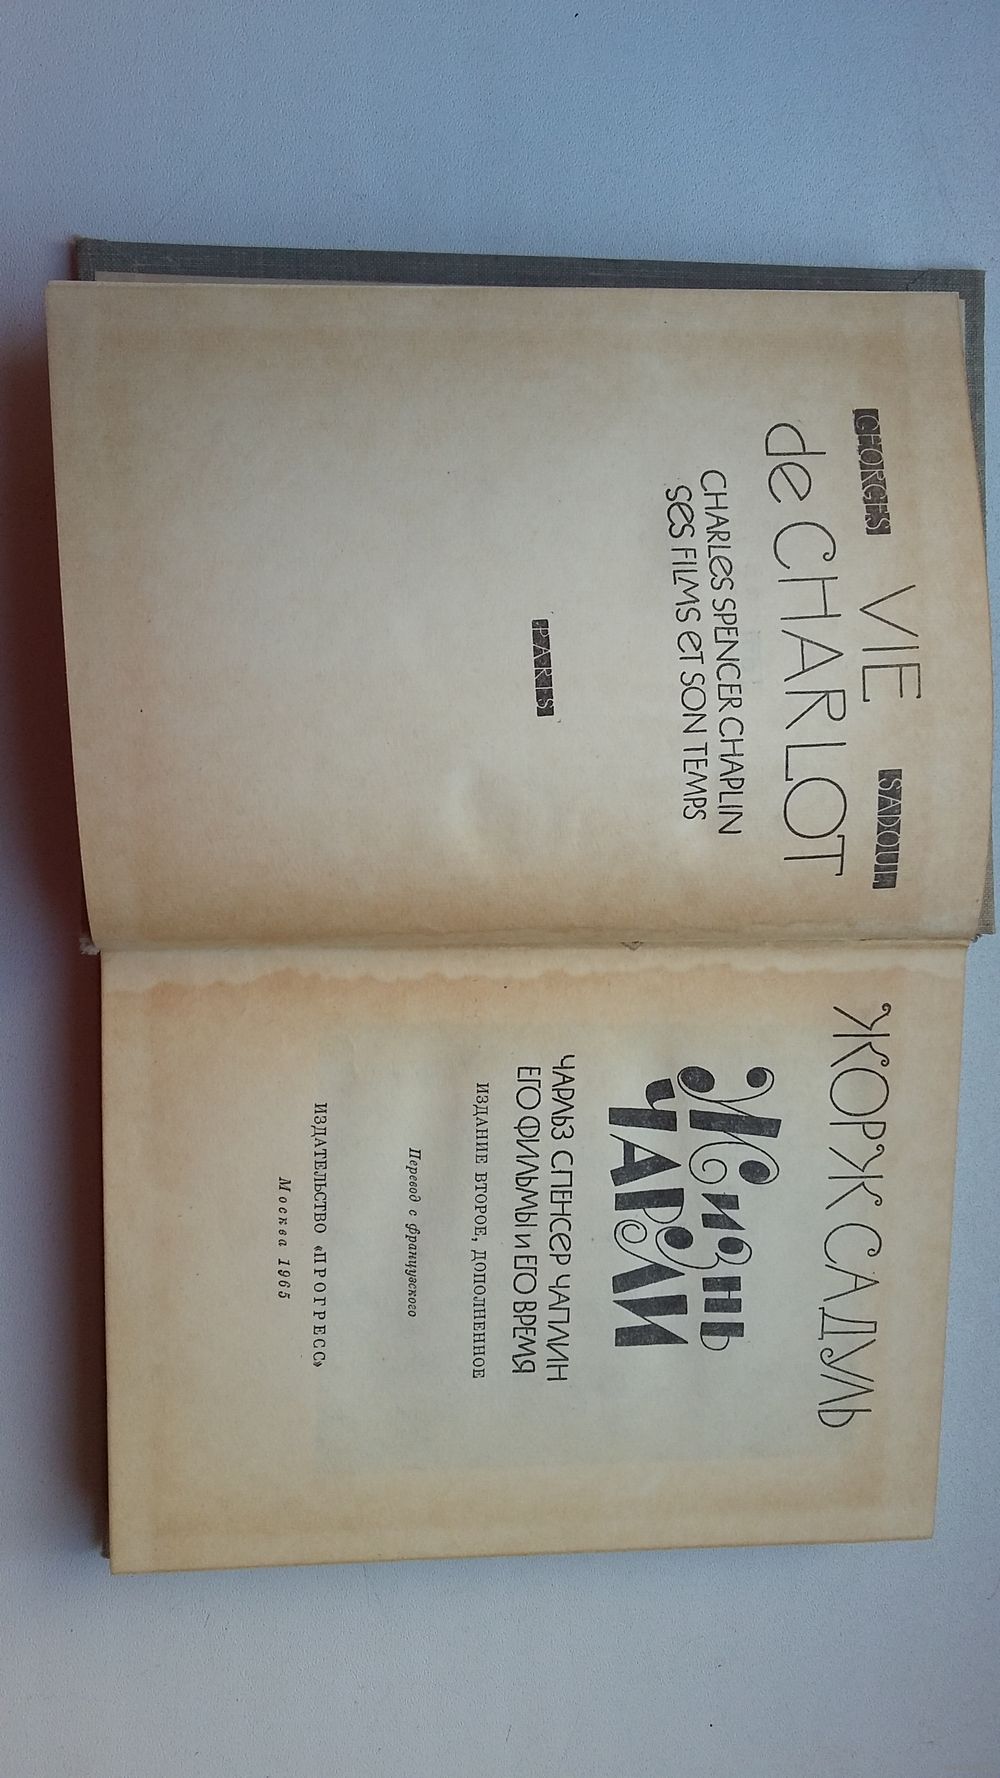 GEORGES SADOUL
VIE
de CHARLOT
CHARLES SPENCER CHAPLIN
SES FILMS ET SON TEMPS
PARIS
ЖОРЖ САДУЛЬ
ЖИЗНЬ
ЧАРЛИ
ЧАРЛЬЗ СПЕНСЕР ЧАПЛИН
ЕГО ФИЛЬМЫ И ЕГО ВРЕМЯ
ИЗДАНИЕ ВТОРОЕ, ДОПОЛНЕННОЕ
Перевод с французского
ИЗДАТЕЛЬСТВО «ПРОГРЕСС»
Москва 1965